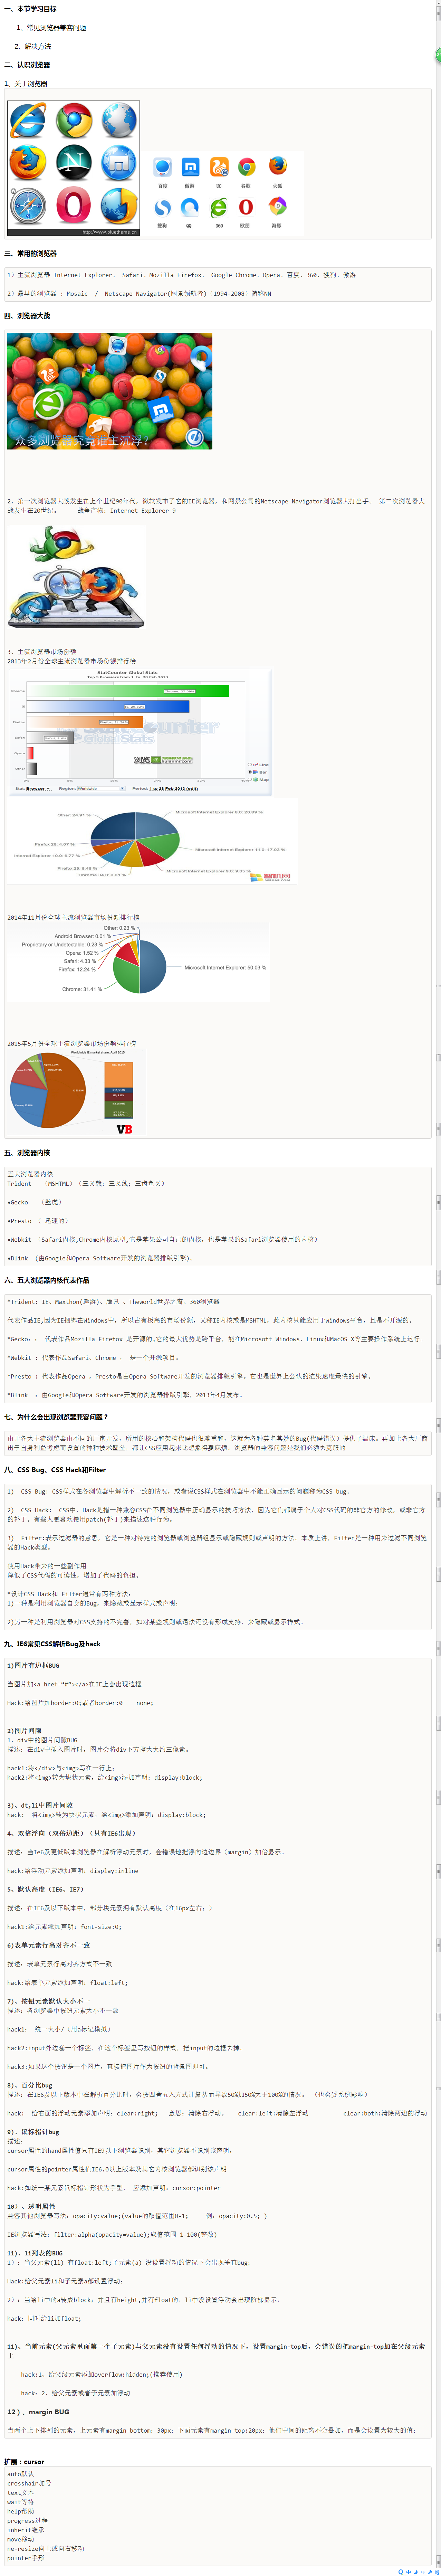 一、本节学习目标
1、常见浏览器兼容问题
2、解决方法
二、认识浏览器
1、关于浏览器
http://www.bluethema.cn
百度 傲游 UC 谷歌 火狐
搜狗 QQ 360 欧朋 海豚
三、常用的浏览器
1）主流浏览器 Internet Explorer、 Safari、Mozilla Firefox、 Google Chrome、Opera、百度、360、搜狗、傲游
2）最早的浏览器 : Mosaic / Netscape Navigator(网景领航者)（1994-2008）简称NN
四、浏览器大战
众多浏览器究竟谁主沉浮？
2、第一次浏览器大战发生在上个世纪90年代，微软发布了它的IE浏览器，和网景公司的Netscape Navigator浏览器大打出手。 第二次浏览器大
战发生在20世纪。 战争产物：Internet Explorer 9
3、主流浏览器市场份额
2013年2月份全球主流浏览器市场份额排行榜
StatCounter Global Stats
Top 5 Browsers from 1 to 28 Feb 2013
Chrome
IE
Firefox
Safari
Opera
Other
Line
Bar
Map
Stat: Browser Region: Worldwide Period: 1 to 28 Feb 2013 (edit)
Other: 24.97 %
Microsoft Internet Explorer 8.0: 20.69 %
Firefox 29: 4.07 %
Microsoft Internet Explorer 11.0: 17.03 %
Internet Explorer 10.0: 6.77 %
Firefox 28: 8.46 %
Microsoft Internet Explorer 9.0: 9.05 %
2014年11月份全球主流浏览器市场份额排行榜
Other: 0.23 %
Android Browser: 0.01 %
Proprietary or Undetectable: 0.23 %
Opera: 1.52 %
Safari: 4.33 %
Firefox: 12.24 %
Microsoft Internet Explorer: 50.03 %
Chrome: 31.41 %
2015年5月份全球主流浏览器市场份额排行榜
VB
五、浏览器内核
五大浏览器内核
Trident （MSHTML）（三叉戟；三叉线；三齿鱼叉）
•Gecko （壁虎）
•Presto （ 迅速的）
•Webkit （Safari内核,Chrome内核原型,它是苹果公司自己的内核，也是苹果的Safari浏览器使用的内核）
•Blink （由Google和Opera Software开发的浏览器排版引擎)。
六、五大浏览器内核代表作品
*Trident: IE、Maxthon(遨游)、腾讯 、Theworld世界之窗、360浏览器
代表作品IE,因为IE捆绑在Windows中，所以占有极高的市场份额，又称IE内核或是MSHTML，此内核只能应用于windows平台，且是不开源的。
*Gecko:： 代表作品Mozilla Firefox 是开源的,它的最大优势是跨平台，能在Microsoft Windows、Linux和MacOS X等主要操作系统上运行。
*Webkit : 代表作品Safari、Chrome ， 是一个开源项目。
*Presto : 代表作品Opera ，Presto是由Opera Software开发的浏览器排版引擎，它也是世界上公认的渲染速度最快的引擎。
*Blink ：由Google和Opera Software开发的浏览器排版引擎，2013年4月发布。
七、为什么会出现浏览器兼容问题？
由于各大主流浏览器由不同的厂家开发，所用的核心和架构代码也很难重和，这就为各种莫名其妙的Bug(代码错误）提供了温床。再加上各大厂商
出于自身利益考虑而设置的种种技术壁垒，都让CSS应用起来比想象得要麻烦。浏览器的兼容问题是我们必须去克服的
八、CSS Bug、CSS Hack和Filter
1) CSS Bug: CSS样式在各浏览器中解析不一致的情况，或者说CSS样式在浏览器中不能正确显示的问题称为CSS bug。
2) CSS Hack: CSS中，Hack是指一种兼容CSS在不同浏览器中正确显示的技巧方法，因为它们都属于个人对CSS代码的非官方的修改，或非官方
的补丁。有些人更喜欢使用patch(补丁)来描述这种行为。
3) Filter:表示过滤器的意思，它是一种对特定的浏览器或浏览器组显示或隐藏规则或声明的方法。本质上讲，Filter是一种用来过滤不同浏览
器的Hack类型。
使用Hack带来的一些副作用
降低了CSS代码的可读性，增加了代码的负担。
*设计CSS Hack和 Filter通常有两种方法：
1)一种是利用浏览器自身的Bug，来隐藏或显示样式或声明；
2)另一种是利用浏览器对CSS支持的不完善，如对某些规则或语法还没有形成支持，来隐藏或显示样式。
九、IE6常见CSS解析Bug及hack
1)图片有边框BUG
当图片加<a href="#"></a>在IE上会出现边框
Hack:给图片加border:0;或者border:0 none;
2)图片间隙
1、div中的图片间隙BUG
描述：在div中插入图片时，图片会将div下方撑大大约三像素。
hack1:将</div>与<img>写在一行上；
hack2:将<img>转为块状元素，给<img>添加声明：display:block;
3)、dt,li中图片间隙
hack: 将<img>转为块状元素，给<img>添加声明：display:block;
4、双倍浮向（双倍边距）（只有IE6出现）
描述：当Ie6及更低版本浏览器在解析浮动元素时，会错误地把浮向边边界（margin）加倍显示。
hack:给浮动元素添加声明：display:inline
5、默认高度（IE6、IE7）
描述：在IE6及以下版本中，部分块元素拥有默认高度（在16px左右；）
hack1:给元素添加声明：font-size:0;
6)表单元素行高对齐不一致
描述：表单元素行高对齐方式不一致
hack:给表单元素添加声明：float:left;
7)、按钮元素默认大小不一
描述：各浏览器中按钮元素大小不一致
hack1： 统一大小/（用a标记模拟）
hack2:input外边套一个标签，在这个标签里写按钮的样式，把input的边框去掉。
hack3:如果这个按钮是一个图片，直接把图片作为按钮的背景图即可。
8)、百分比bug
描述：在IE6及以下版本中在解析百分比时，会按四舍五入方式计算从而导致50%加50%大于100%的情况。 （也会受系统影响）
hack: 给右面的浮动元素添加声明：clear:right; 意思：清除右浮动。 clear:left:清除左浮动 clear:both:清除两边的浮动
9)、鼠标指针bug
描述：
cursor属性的hand属性值只有IE9以下浏览器识别，其它浏览器不识别该声明。
cursor属性的pointer属性值IE6.0以上版本及其它内核浏览器都识别该声明
hack:如统一某元素鼠标指针形状为手型， 应添加声明：cursor:pointer
10）、透明属性
兼容其他浏览器写法：opacity:value;(value的取值范围0-1; 例：opacity:0.5; )
IE浏览器写法：filter:alpha(opacity=value);取值范围 1-100(整数)
11)、li列表的BUG
1)：当父元素(li) 有float:left;子元素(a) 没设置浮动的情况下会出现垂直bug;
Hack:给父元素li和子元素a都设置浮动;
2)：当给li中的a转成block; 并且有height,并有float的，li中没设置浮动会出现阶梯显示。
hack：同时给li加float;
11)、当前元素(父元素里面第一个子元素)与父元素没有设置任何浮动的情况下，设置margin-top后，会错误的把margin-top加在父级元素
上
hack:1、给父级元素添加overflow:hidden;(推荐使用)
hack：2、给父元素或者子元素加浮动
12）、margin BUG
当两个上下排列的元素，上元素有margin-bottom：30px; 下面元素有margin-top:20px; 他们中间的距离不会叠加，而是会设置为较大的值;
扩展：cursor
auto默认
crosshair加号
text文本
wait等待
help帮助
progress过程
inherit继承
move移动
ne-resize向上或向右移动
pointer手形